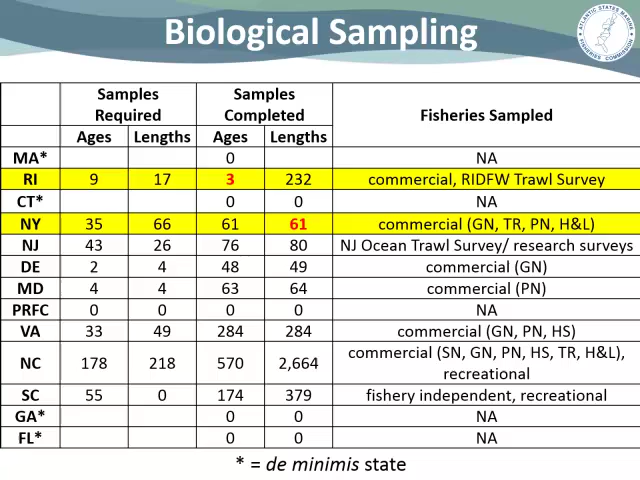 Biological Sampling
ATLANTIC STATES MARINE FISHERIES COMMISSION
Samples Required Samples Completed Fisheries Sampled
Ages Lengths Ages Lengths
MA* 0 NA
RI 9 17 3 232 commercial, RIDFW Trawl Survey
CT* 0 0 NA
NY 35 66 61 61 commercial (GN, TR, PN, H&L)
NJ 43 26 76 80 NJ Ocean Trawl Survey/ research surveys
DE 2 4 48 49 commercial (GN)
MD 4 4 63 64 commercial (PN)
PRFC 0 0 0 0 NA
VA 33 49 284 284 commercial (GN, PN, HS)
NC 178 218 570 2,664 commercial (SN, GN, PN, HS, TR, H&L),
recreational
SC 55 0 174 379 fishery independent, recreational
GA* 0 0 NA
FL* 0 0 NA
* = de minimis state